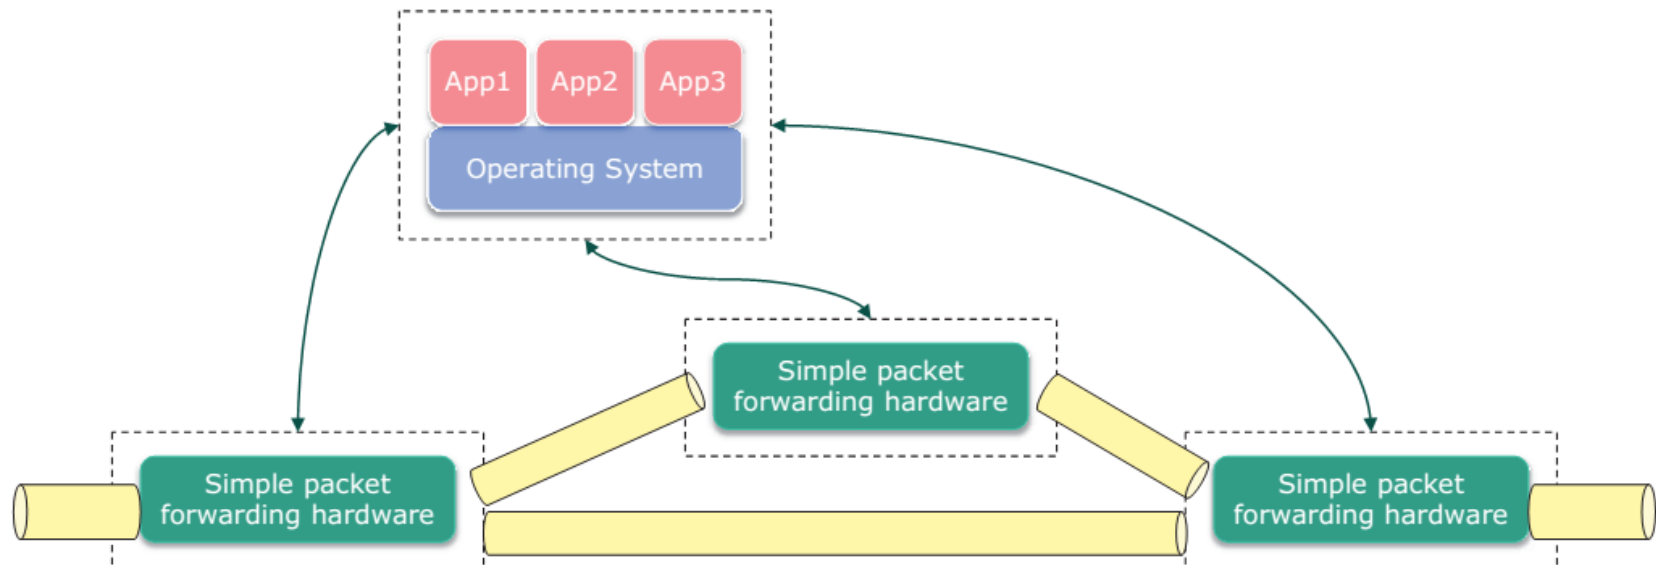 App1
App2
App3
Operating System
Simple packet
forwarding hardware
Simple packet
forwarding hardware
Simple packet
forwarding hardware